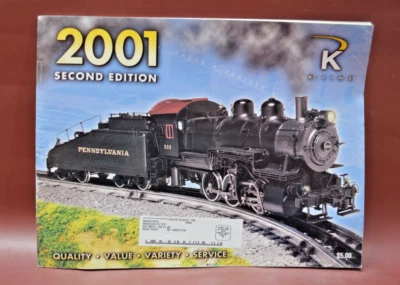 2001
SECOND EDITION
K
K-LINE
PENNSYLVANIA
QUALITY • VALUE • VARIETY • SERVICE
$5.00